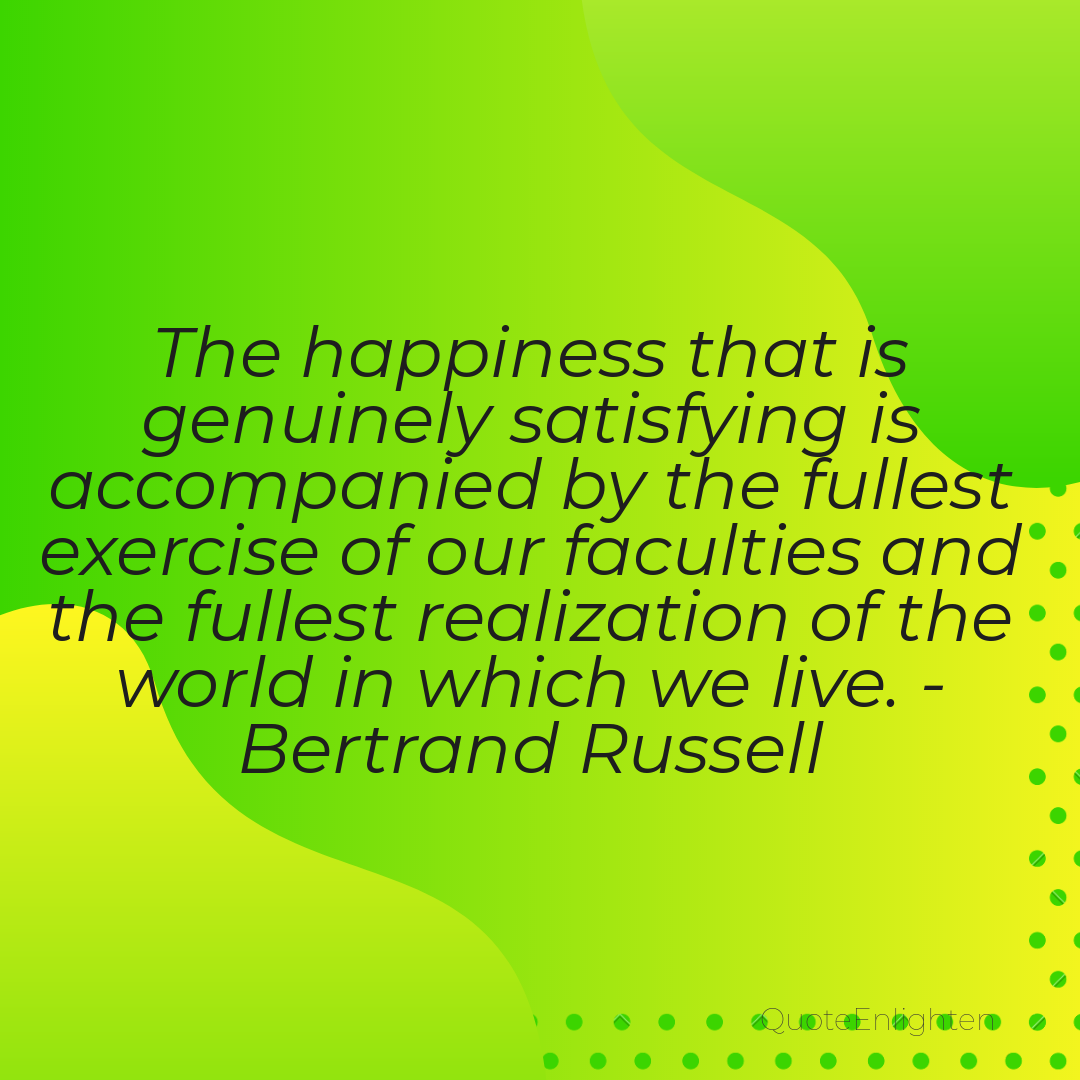 The happiness that is
genuinely satisfying is
accompanied by the fullest
exercise of our faculties and
the fullest realization of the
world in which we live. -
Bertrand Russell
QuoteEnlighten